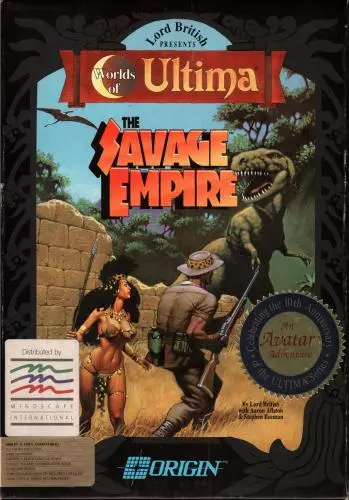 Lord British
PRESENTS
Worlds
of
Ultima
THE
SAVAGE
EMPIRE
Celebrating the 10th Anniversary
of the ULTIMA Series
An
Avatar
Adventure
By Lord British
with Aaron Allston
& Stephen Beeman
Distributed by
MINDSCAPE
INTERNATIONAL
ORIGIN